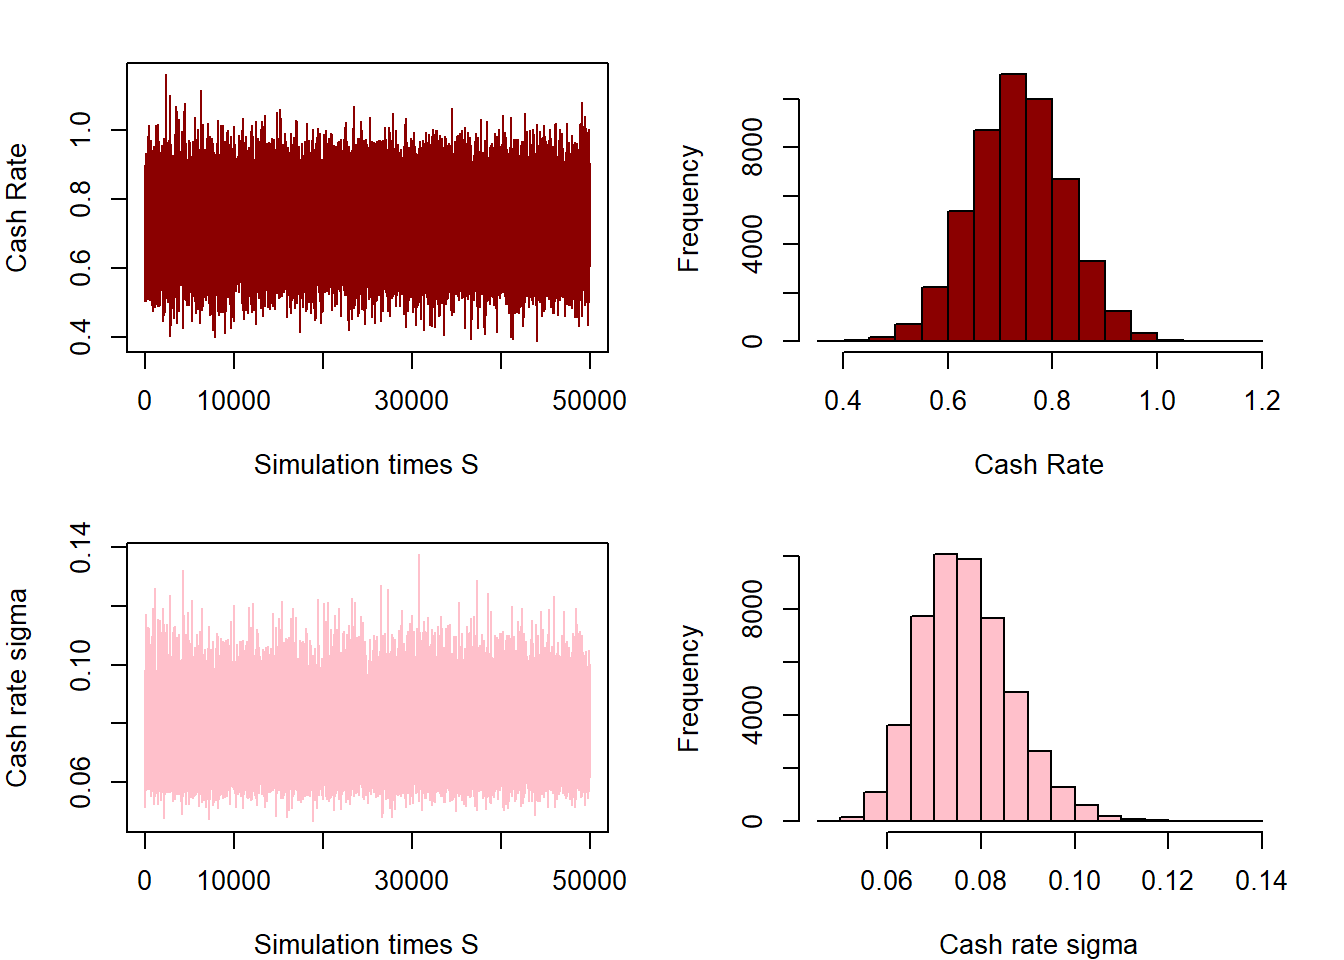 Cash Rate
0.4 0.6 0.8 1.0
0 10000 30000 50000
Simulation times S
Frequency
0 4000 8000
0.4 0.6 0.8 1.0 1.2
Cash Rate
Cash rate sigma
0.06 0.10 0.14
0 10000 30000 50000
Simulation times S
Frequency
0 4000 8000
0.06 0.08 0.10 0.12 0.14
Cash rate sigma